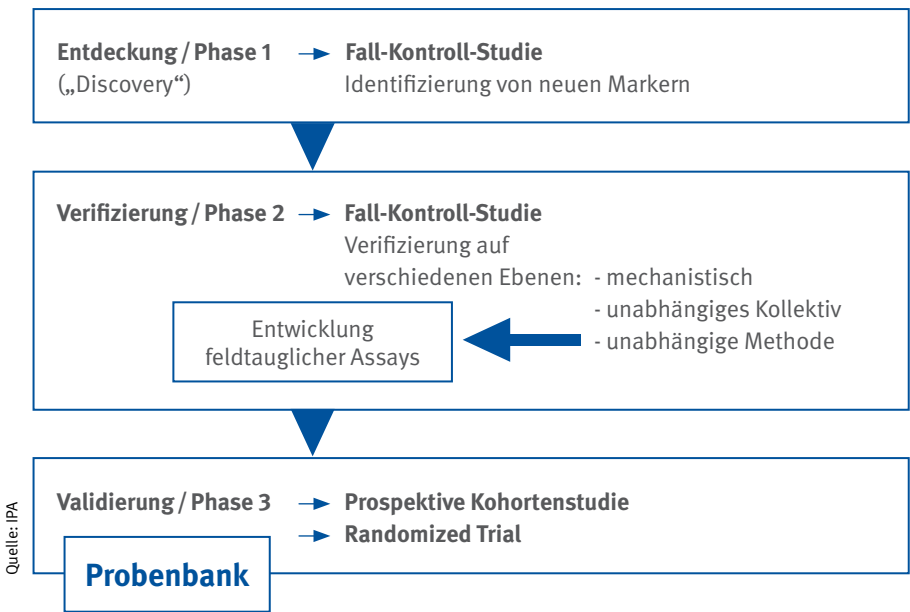 Entdeckung / Phase 1 → Fall-Kontroll-Studie
(„Discovery“) Identifizierung von neuen Markern
Verifizierung / Phase 2 → Fall-Kontroll-Studie
Verifizierung auf
verschiedenen Ebenen: - mechanistisch
- unabhängiges Kollektiv
- unabhängige Methode
Entwicklung
feldtauglicher Assays
Validierung / Phase 3 → Prospektive Kohortenstudie
→ Randomized Trial
Probenbank
Quelle: IPA